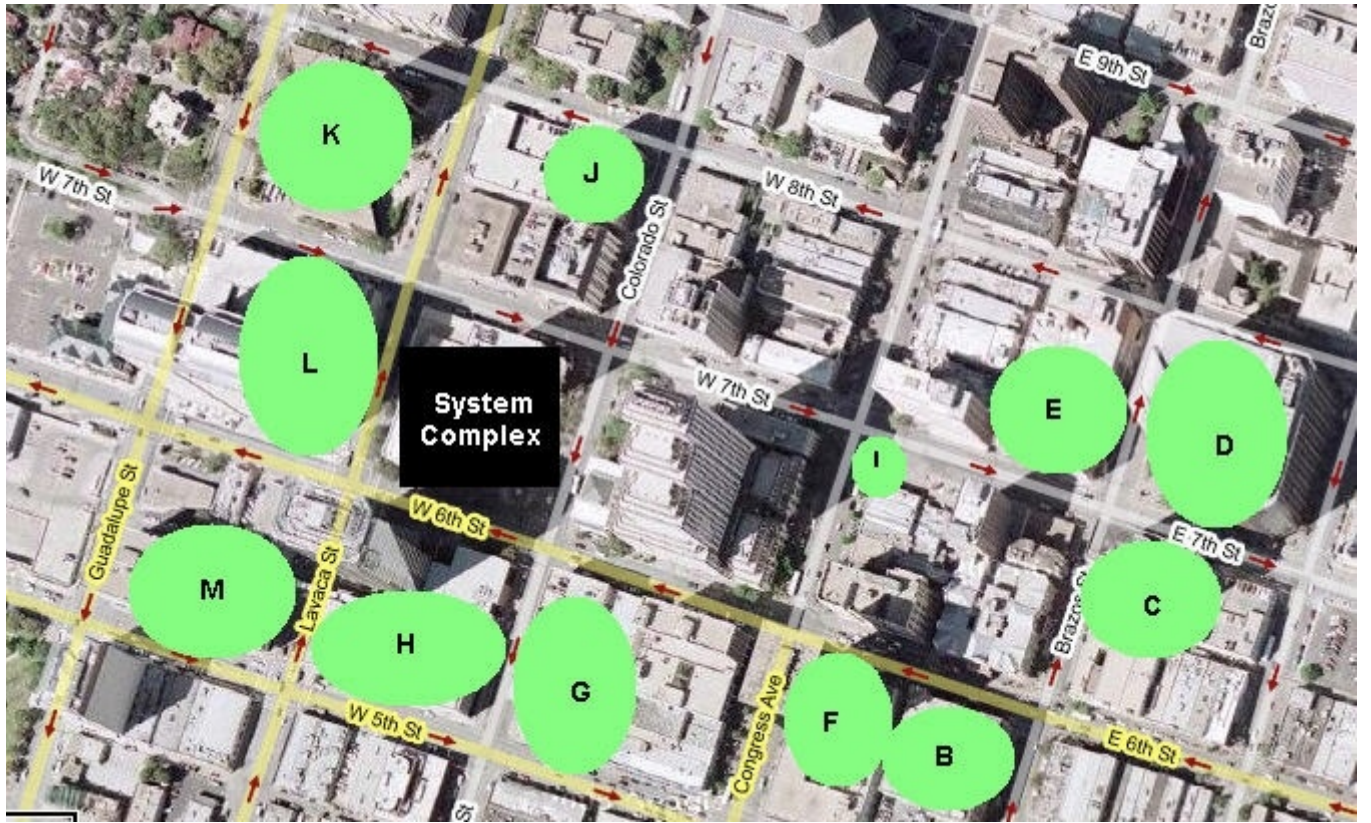 Brazo
E 9th St
K
J
W 7th St
W 8th St
Colorado St
L
System
Complex
W 7th St
E
D
I
W 6th St
E 7th St
Guadalupe St
M
Lavaca St
H
Brazos St
C
G
F
B
W 5th St
Congress Ave
E 6th St
St